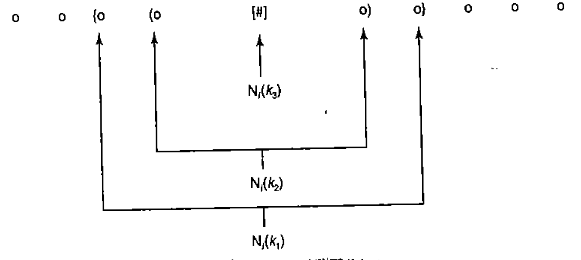 o o {o (o [#] o) o} o o o
N_i(k_3)
N_i(k_2)
N_i(k_1)